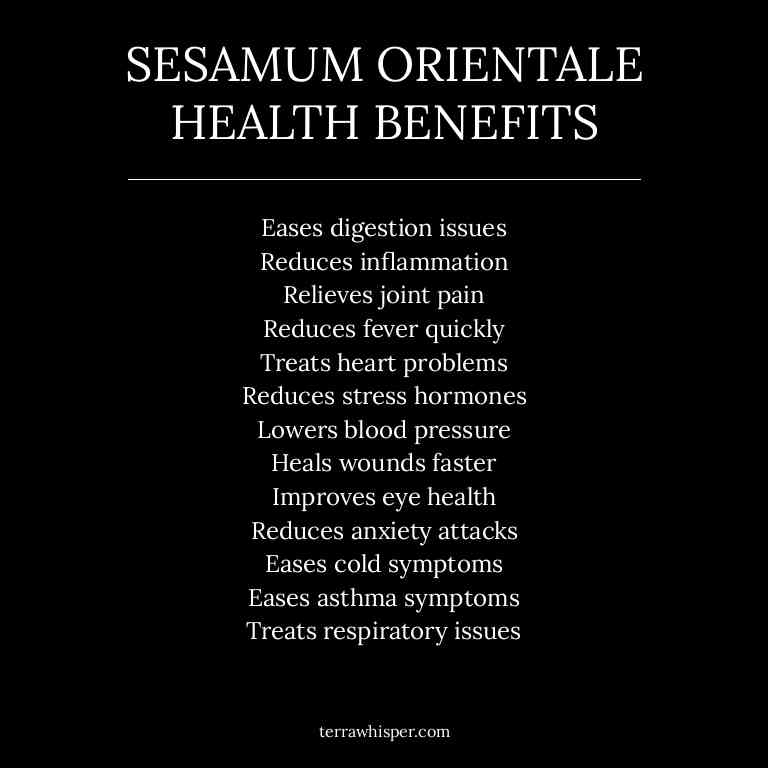 SESAMUM ORIENTALE
HEALTH BENEFITS
Eases digestion issues
Reduces inflammation
Relieves joint pain
Reduces fever quickly
Treats heart problems
Reduces stress hormones
Lowers blood pressure
Heals wounds faster
Improves eye health
Reduces anxiety attacks
Eases cold symptoms
Eases asthma symptoms
Treats respiratory issues
terrawhisper.com